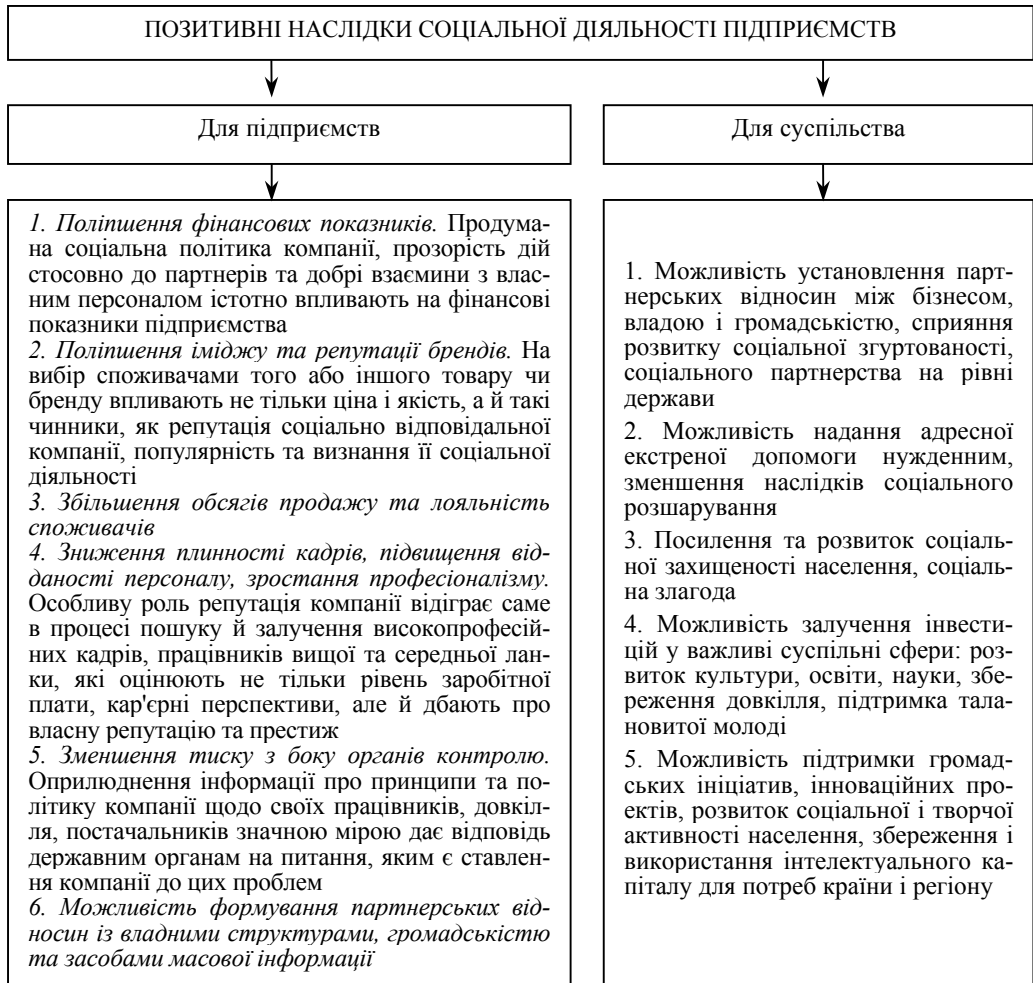 ПОЗИТИВНІ НАСЛІДКИ СОЦІАЛЬНОЇ ДІЯЛЬНОСТІ ПІДПРИЄМСТВ
Для підприємств
1. Поліпшення фінансових показників. Продума-
на соціальна політика компанії, прозорість дій
стосовно до партнерів та добрі взаємини з влас-
ним персоналом істотно впливають на фінансові
показники підприємства
2. Поліпшення іміджу та репутації брендів. На
вибір споживачами того або іншого товару чи
бренду впливають не тільки ціна і якість, а й такі
чинники, як репутація соціально відповідальної
компанії, популярність та визнання її соціальної
діяльності
3. Збільшення обсягів продажу та лояльність
споживачів
4. Зниження плинності кадрів, підвищення від-
даності персоналу, зростання професіоналізму.
Особливу роль репутація компанії відіграє саме
в процесі пошуку й залучення високопрофесій-
них кадрів, працівників вищої та середньої лан-
ки, які оцінюють не тільки рівень заробітної
плати, кар'єрні перспективи, але й дбають про
власну репутацію та престиж
5. Зменшення тиску з боку органів контролю.
Оприлюднення інформації про принципи та по-
літику компанії щодо своїх працівників, довкіл-
ля, постачальників значною мірою дає відповідь
державним органам на питання, яким є ставлен-
ня компанії до цих проблем
6. Можливість формування партнерських від-
носин із владними структурами, громадськістю
та засобами масової інформації
Для суспільства
1. Можливість установлення парт-
нерських відносин між бізнесом,
владою і громадськістю, сприяння
розвитку соціальної згуртованості,
соціального партнерства на рівні
держави
2. Можливість надання адресної
екстреної допомоги нужденним,
зменшення наслідків соціального
розшарування
3. Посилення та розвиток соціаль-
ної захищеності населення, соціаль-
на злагода
4. Можливість залучення інвести-
цій у важливі суспільні сфери: роз-
виток культури, освіти, науки, збе-
реження довкілля, підтримка тала-
новитої молоді
5. Можливість підтримки громад-
ських ініціатив, інноваційних про-
ектів, розвиток соціальної і творчої
активності населення, збереження і
використання інтелектуального ка-
піталу для потреб країни і регіону